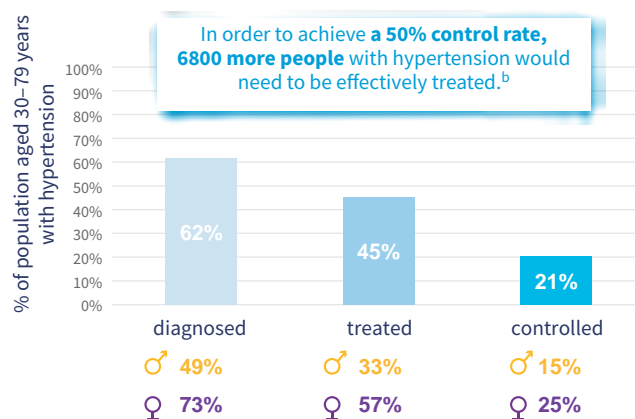 In order to achieve a 50% control rate,
6800 more people with hypertension would
need to be effectively treated.b
% of population aged 30–79 years
with hypertension
100%
90%
80%
70%
60%
50%
40%
30%
20%
10%
0%
62%
45%
21%
diagnosed treated controlled
♂ 49% ♂ 33% ♂ 15%
♀ 73% ♀ 57% ♀ 25%